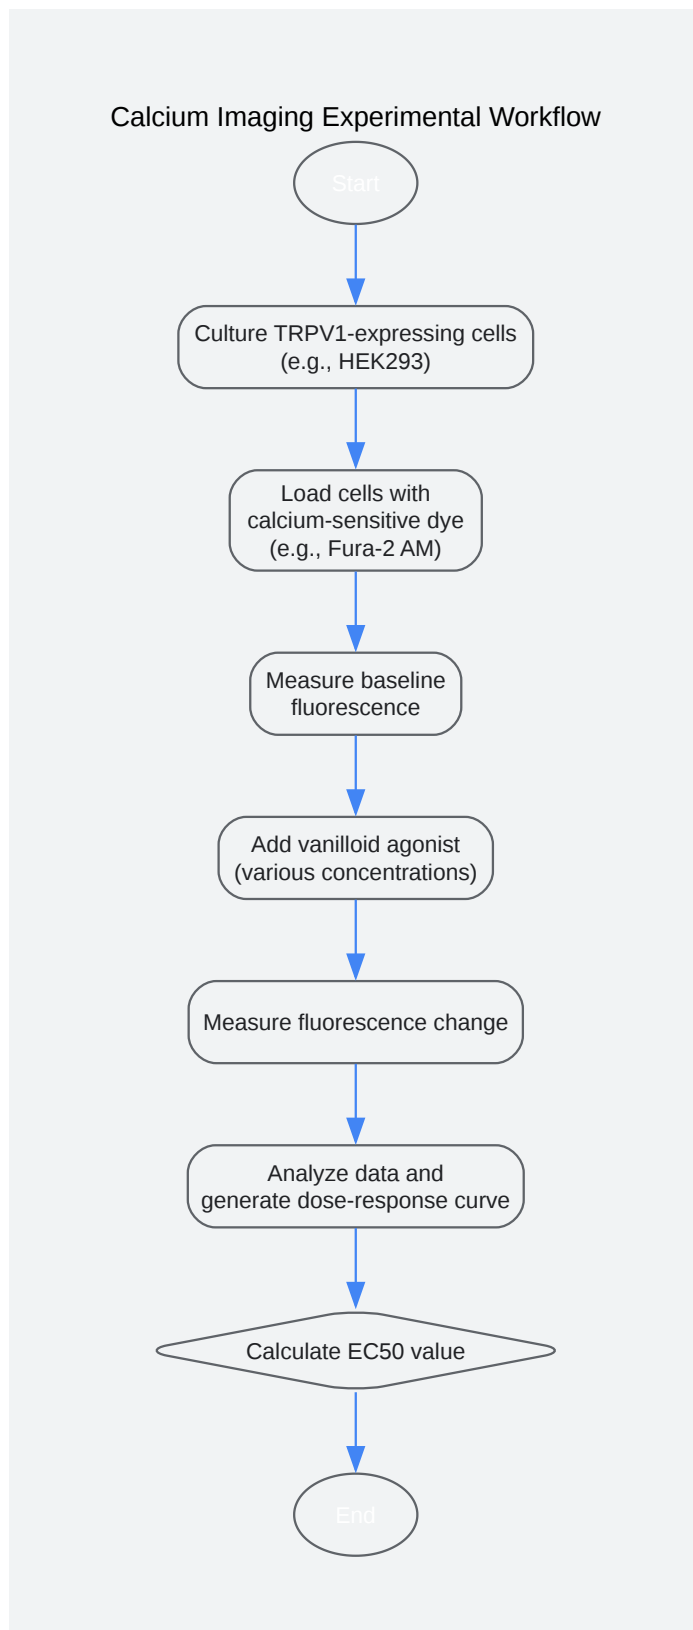 Calcium Imaging Experimental Workflow
Start
Culture TRPV1-expressing cells
(e.g., HEK293)
Load cells with
calcium-sensitive dye
(e.g., Fura-2 AM)
Measure baseline
fluorescence
Add vanilloid agonist
(various concentrations)
Measure fluorescence change
Analyze data and
generate dose-response curve
Calculate EC50 value
End